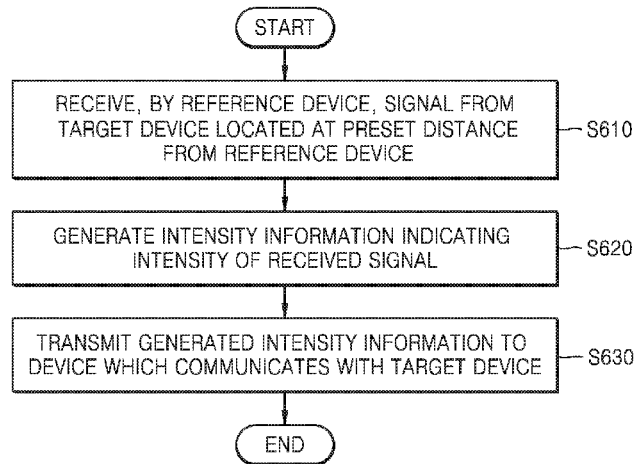 START
RECEIVE, BY REFERENCE DEVICE, SIGNAL FROM
TARGET DEVICE LOCATED AT PRESET DISTANCE
FROM REFERENCE DEVICE
S610
GENERATE INTENSITY INFORMATION INDICATING
INTENSITY OF RECEIVED SIGNAL
S620
TRANSMIT GENERATED INTENSITY INFORMATION TO
DEVICE WHICH COMMUNICATES WITH TARGET DEVICE
S630
END